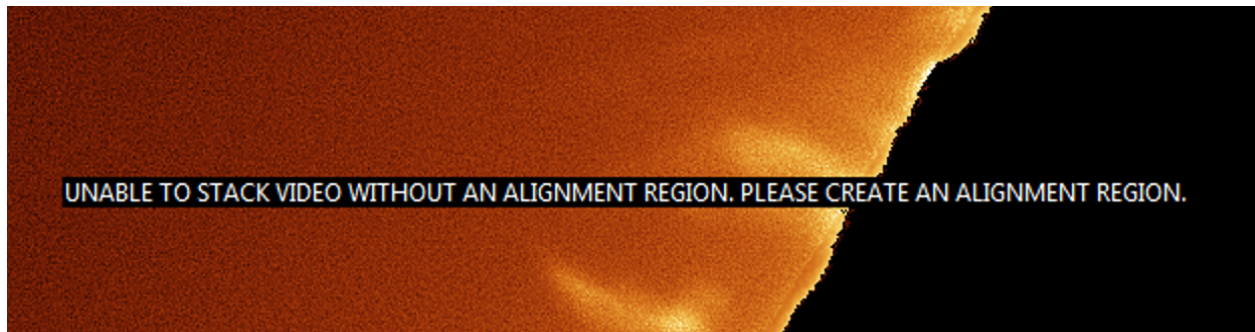 UNABLE TO STACK VIDEO WITHOUT AN ALIGNMENT REGION. PLEASE CREATE AN ALIGNMENT REGION.